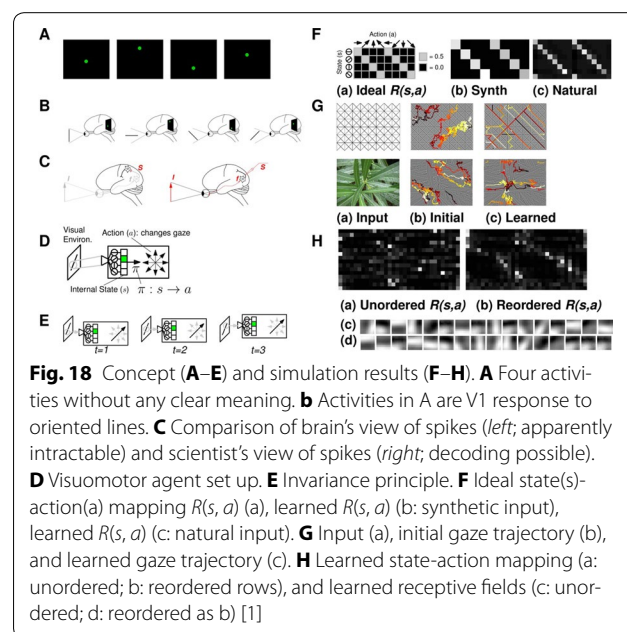 A
B
C
I
S
I
f
S
D
Visual
Environ.
Action (a): changes gaze
π
Internal State (s)
π : s → a
E
t=1
t=2
t=3
F
Action (a)
State (s)
= 0.5
= 0.0
(a) Ideal R(s,a)
(b) Synth
(c) Natural
G
(a) Input
(b) Initial
(c) Learned
H
(a) Unordered R(s,a)
(b) Reordered R(s,a)
(c)
(d)
Fig. 18 Concept (A–E) and simulation results (F–H). A Four activi-
ties without any clear meaning. b Activities in A are V1 response to
oriented lines. C Comparison of brain's view of spikes (left; apparently
intractable) and scientist's view of spikes (right; decoding possible).
D Visuomotor agent set up. E Invariance principle. F Ideal state(s)-
action(a) mapping R(s, a) (a), learned R(s, a) (b: synthetic input),
learned R(s, a) (c: natural input). G Input (a), initial gaze trajectory (b),
and learned gaze trajectory (c). H Learned state-action mapping (a:
unordered; b: reordered rows), and learned receptive fields (c: unor-
dered; d: reordered as b) [1]